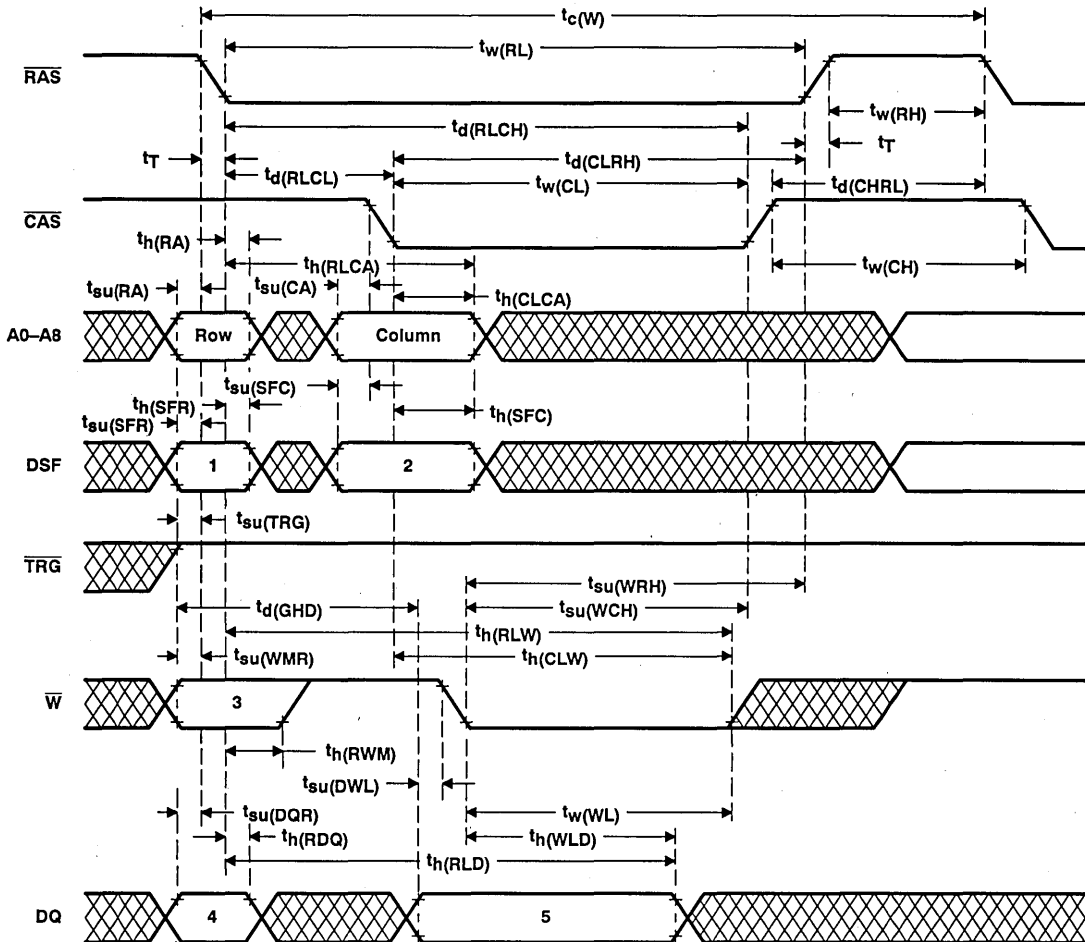 tc(W)
tw(RL)
RAS
tw(RH)
td(RLCH)
tT
td(CLRH)
tT
td(RLCL)
tw(CL)
td(CHRL)
CAS
th(RA)
th(RLCA)
tw(CH)
tsu(RA)
tsu(CA)
th(CLCA)
A0–A8
Row
Column
tsu(SFC)
th(SFR)
th(SFC)
tsu(SFR)
DSF
1
2
tsu(TRG)
TRG
tsu(WRH)
td(GHD)
tsu(WCH)
th(RLW)
tsu(WMR)
th(CLW)
W
3
th(RWM)
tsu(DWL)
tsu(DQR)
tw(WL)
th(RDQ)
th(WLD)
th(RLD)
DQ
4
5